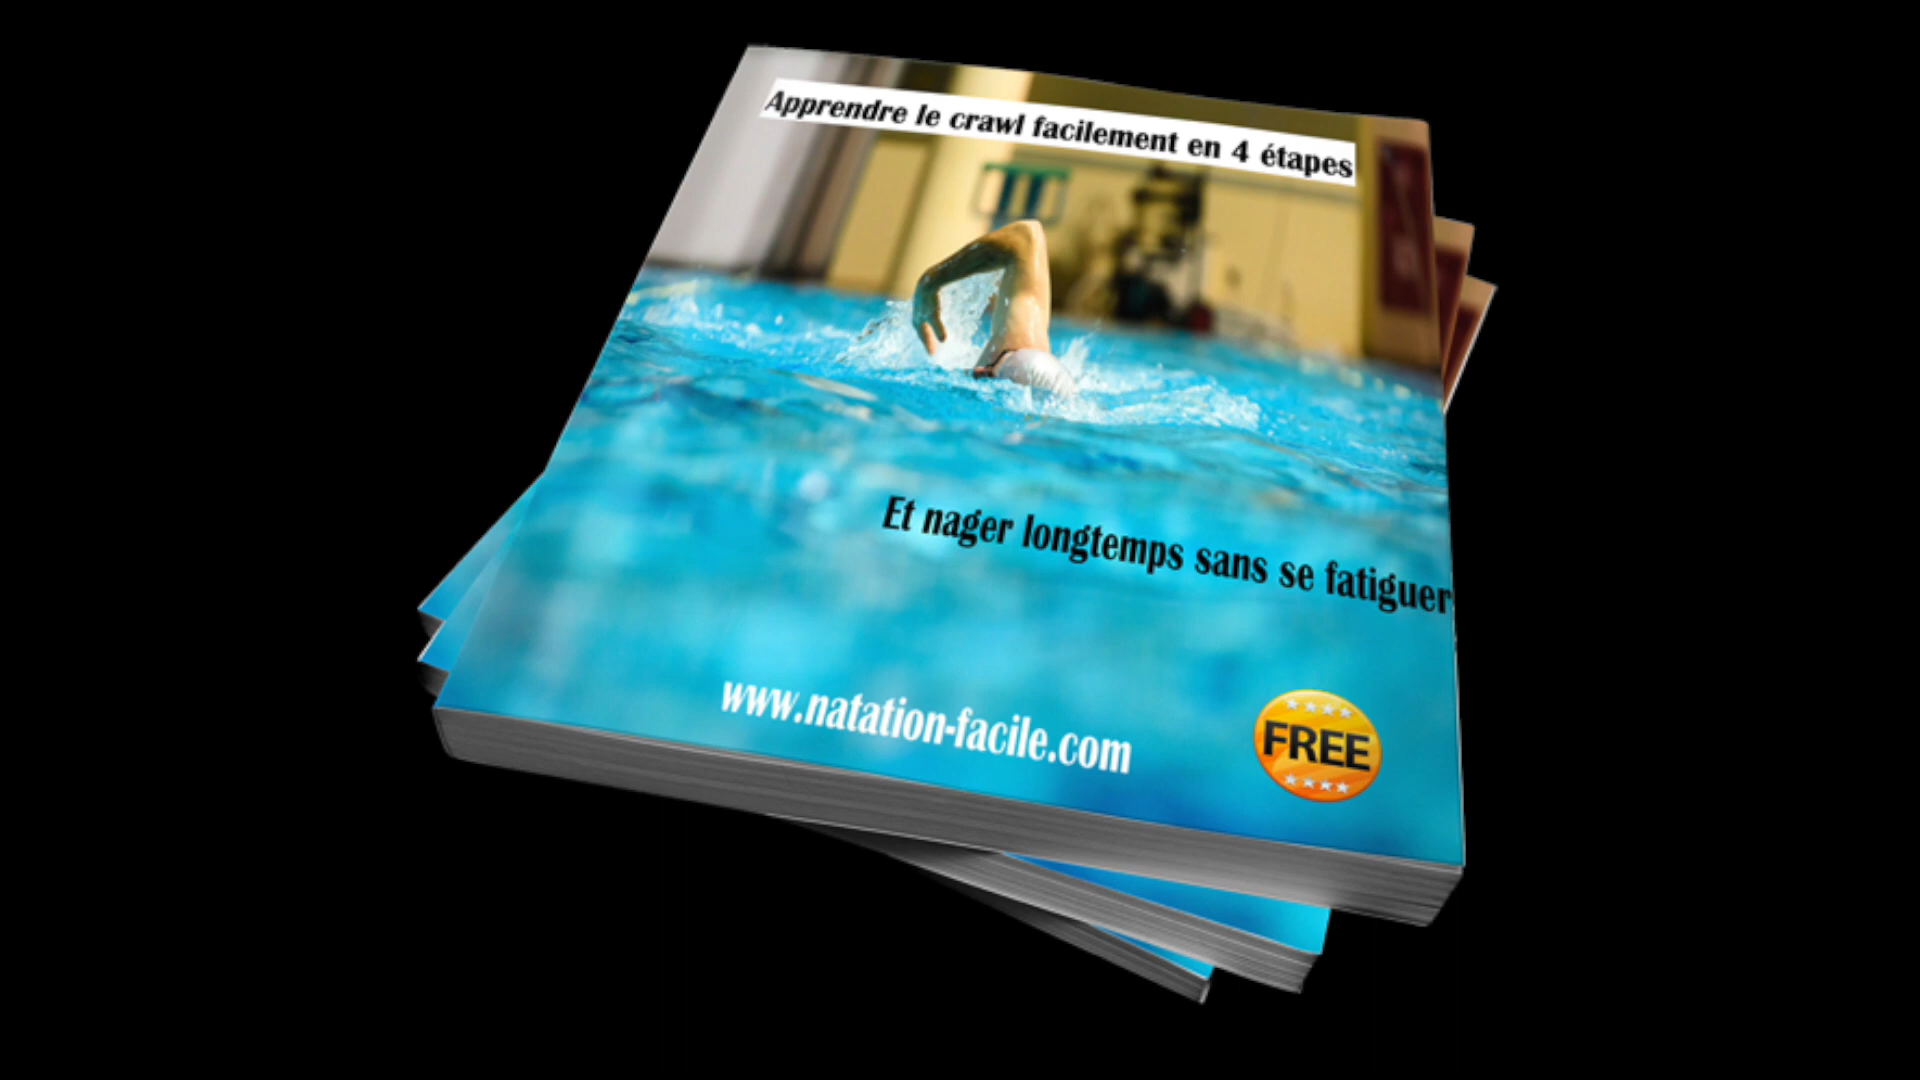 Apprendre le crawl facilement en 4 étapes
Et nager longtemps sans se fatiguer
www.natation-facile.com
FREE